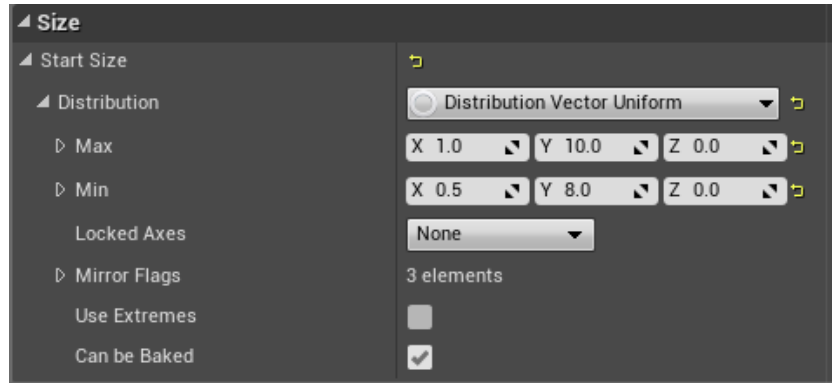 Size
Start Size
Distribution Distribution Vector Uniform
Max X 1.0 Y 10.0 Z 0.0
Min X 0.5 Y 8.0 Z 0.0
Locked Axes None
Mirror Flags 3 elements
Use Extremes
Can be Baked